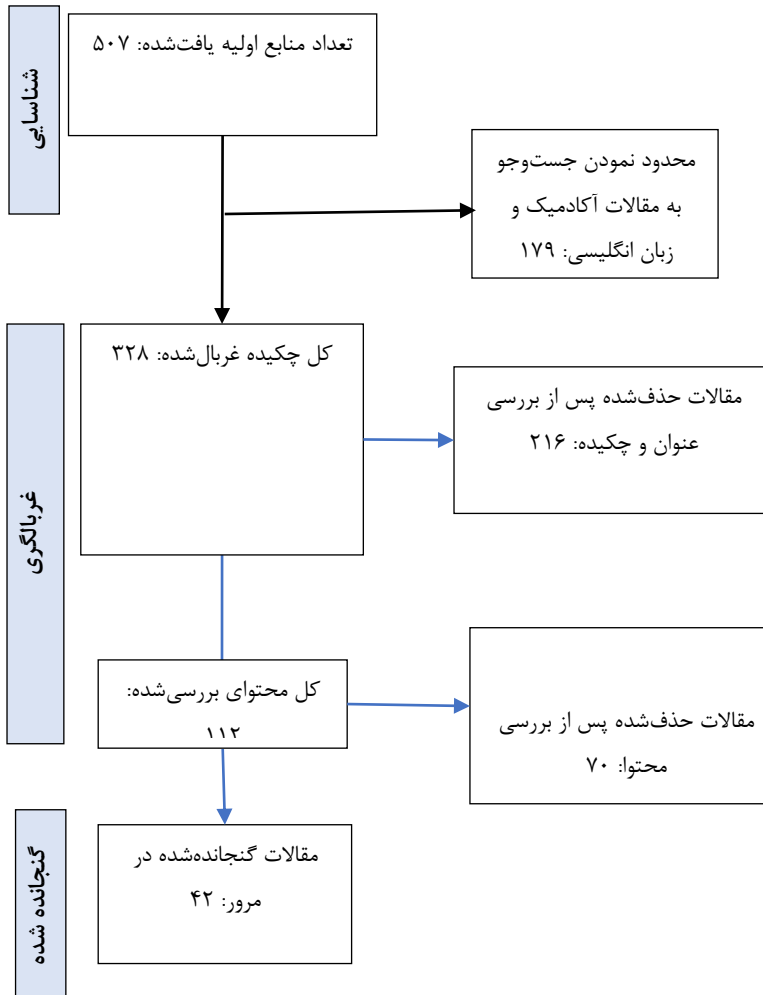 شناسایی
تعداد منابع اولیه یافت‌شده: ۵۰۷
محدود نمودن جست‌وجو
به مقالات آکادمیک و
زبان انگلیسی: ۱۷۹
غربالگری
کل چکیده غربال‌شده: ۳۲۸
مقالات حذف‌شده پس از بررسی
عنوان و چکیده: ۲۱۶
کل محتوای بررسی‌شده:
۱۱۲
مقالات حذف‌شده پس از بررسی
محتوا: ۷۰
گنجانده شده
مقالات گنجانده‌شده در
مرور: ۴۲